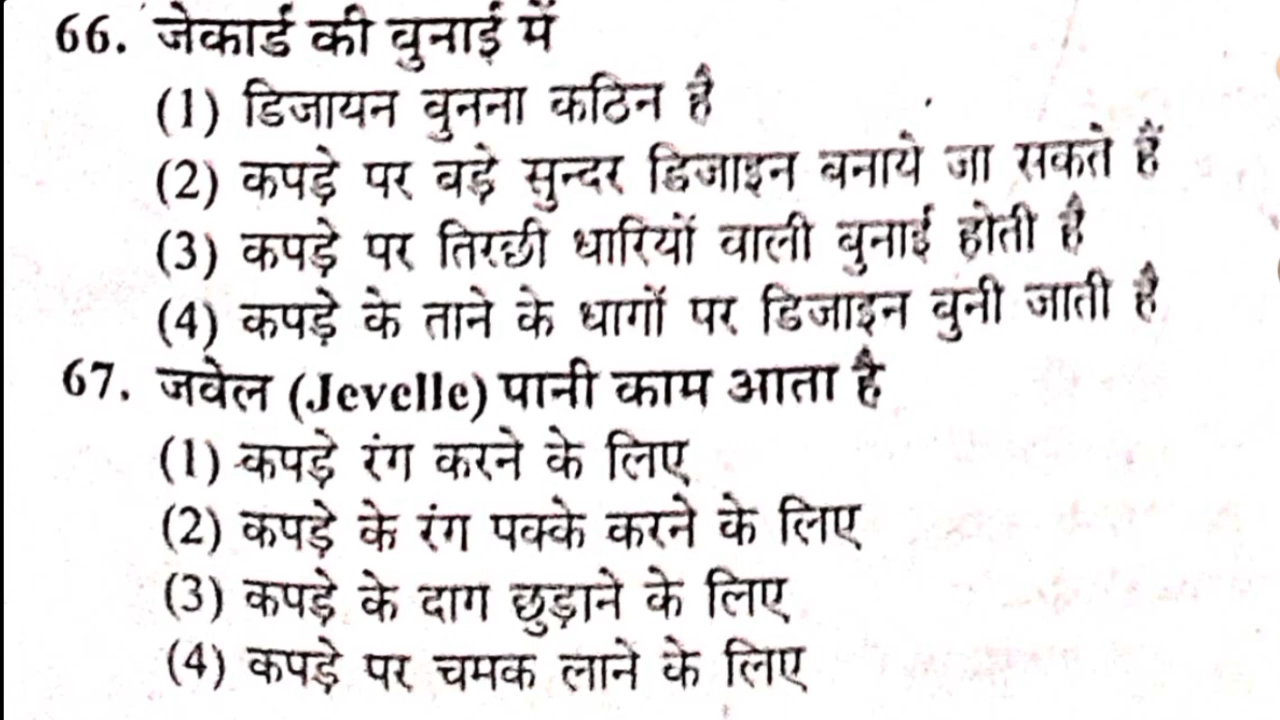 66. जेकार्ड की बुनाई में
(1) डिजायन बुनना कठिन है
(2) कपड़े पर बड़े सुन्दर डिजाइन बनाये जा सकते हैं
(3) कपड़े पर तिरछी धारियों वाली बुनाई होती है
(4) कपड़े के ताने के धागों पर डिजाइन बुनी जाती है
67. जवेल (Jevelle) पानी काम आता है
(1) कपड़े रंग करने के लिए
(2) कपड़े के रंग पक्के करने के लिए
(3) कपड़े के दाग छुड़ाने के लिए
(4) कपड़े पर चमक लाने के लिए